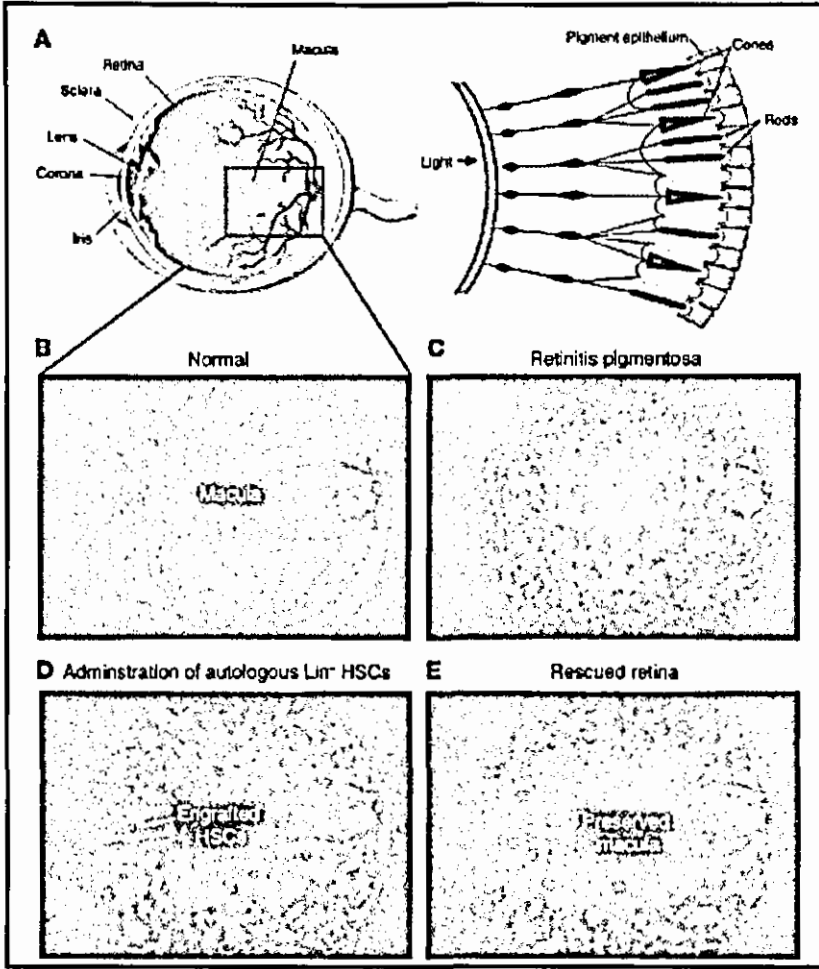 A
Macula
Retina
Sclera
Lens
Cornea
Iris
Pigment epithelium
Cones
Rods
Light
B
Normal
Macula
C
Retinitis pigmentosa
D Adminstration of autologous Lin⁻ HSCs
Engrafted
HSCs
E
Rescued retina
Preserved
macula